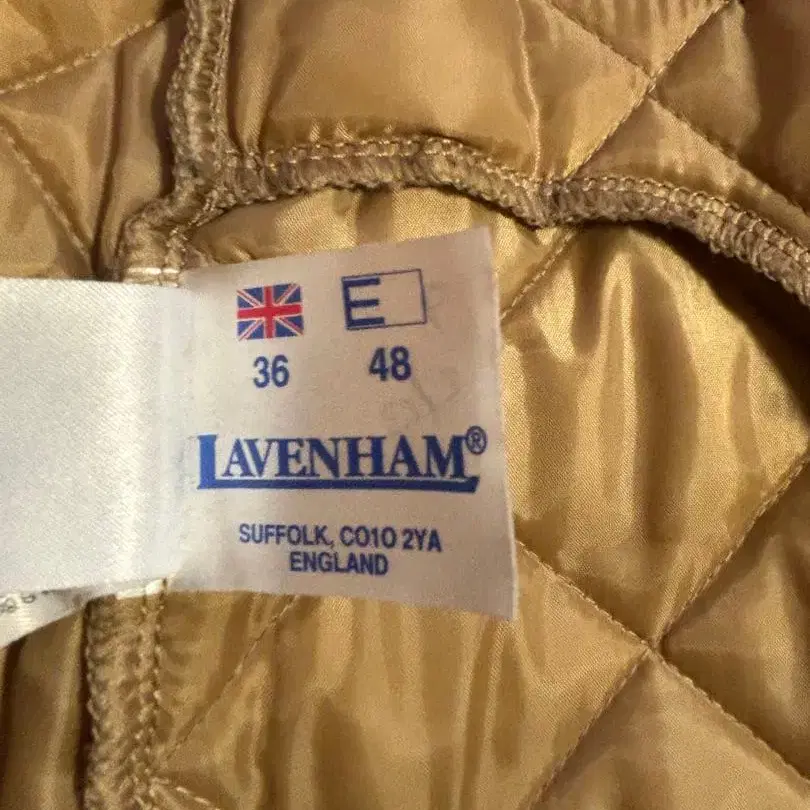 E
36 48
LAVENHAM®
SUFFOLK, CO10 2YA
ENGLAND